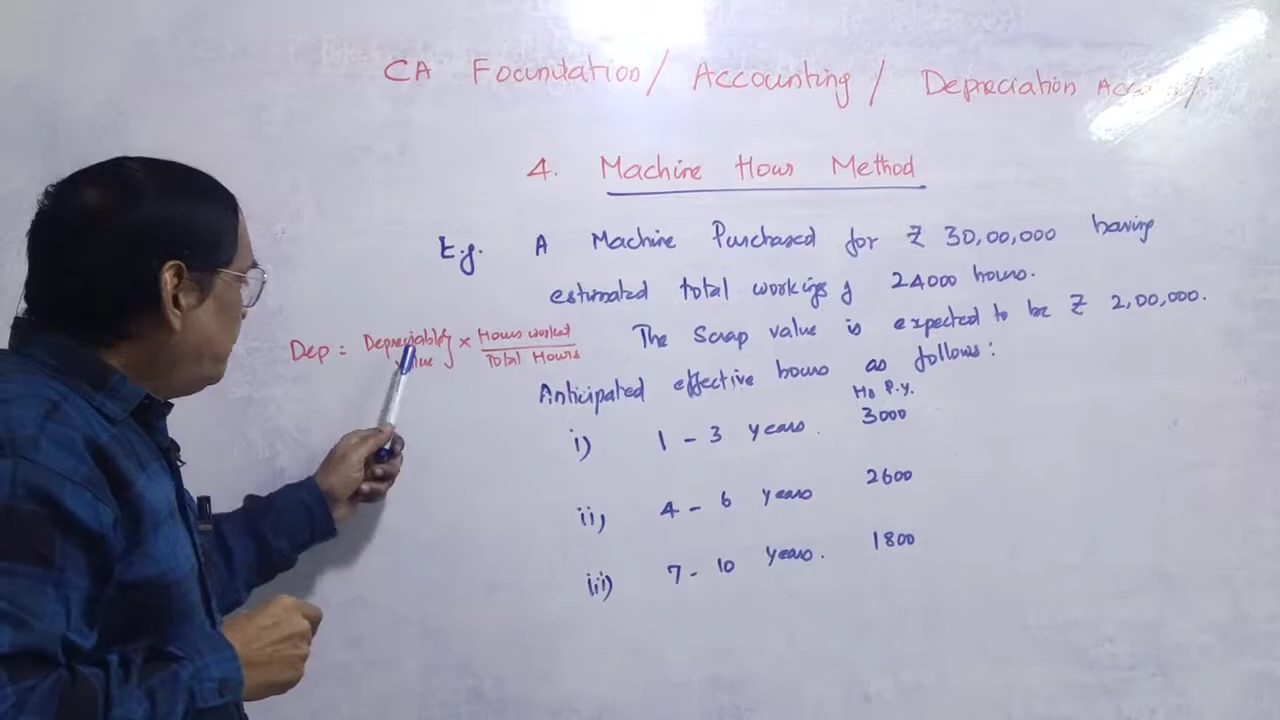 CA Foundation / Accounting / Depreciation
4. Machine Hour Method
E.g. A Machine Purchased for ₹ 30,00,000 having
estimated total workings of 24000 hours.
The Scrap value is expected to be ₹ 2,00,000.
Dep = Depreciable Value × Hours worked / Total Hours
Anticipated effective hours as follows:
Hrs P.y.
i) 1 - 3 years. 3000
ii) 4 - 6 years 2600
iii) 7 - 10 years. 1800